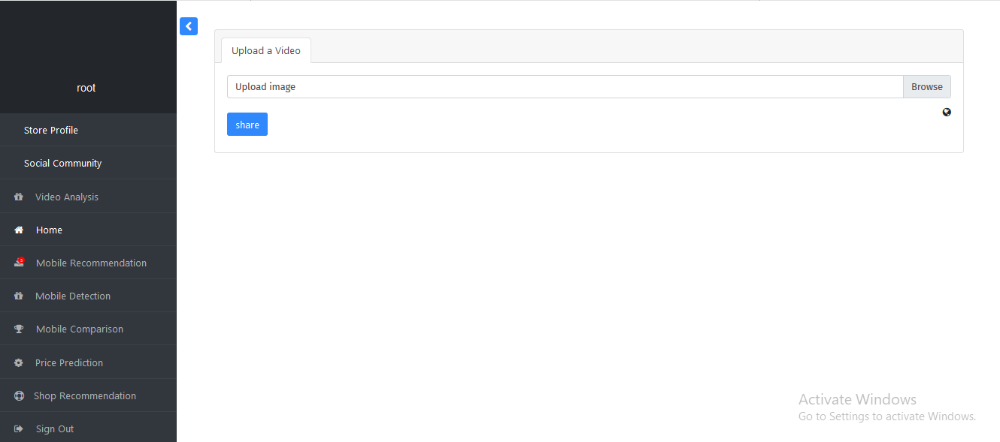 root
Store Profile
Social Community
Video Analysis
Home
Mobile Recommendation
Mobile Detection
Mobile Comparison
Price Prediction
Shop Recommendation
Sign Out
Upload a Video
Upload image
Browse
share
Activate Windows
Go to Settings to activate Windows.